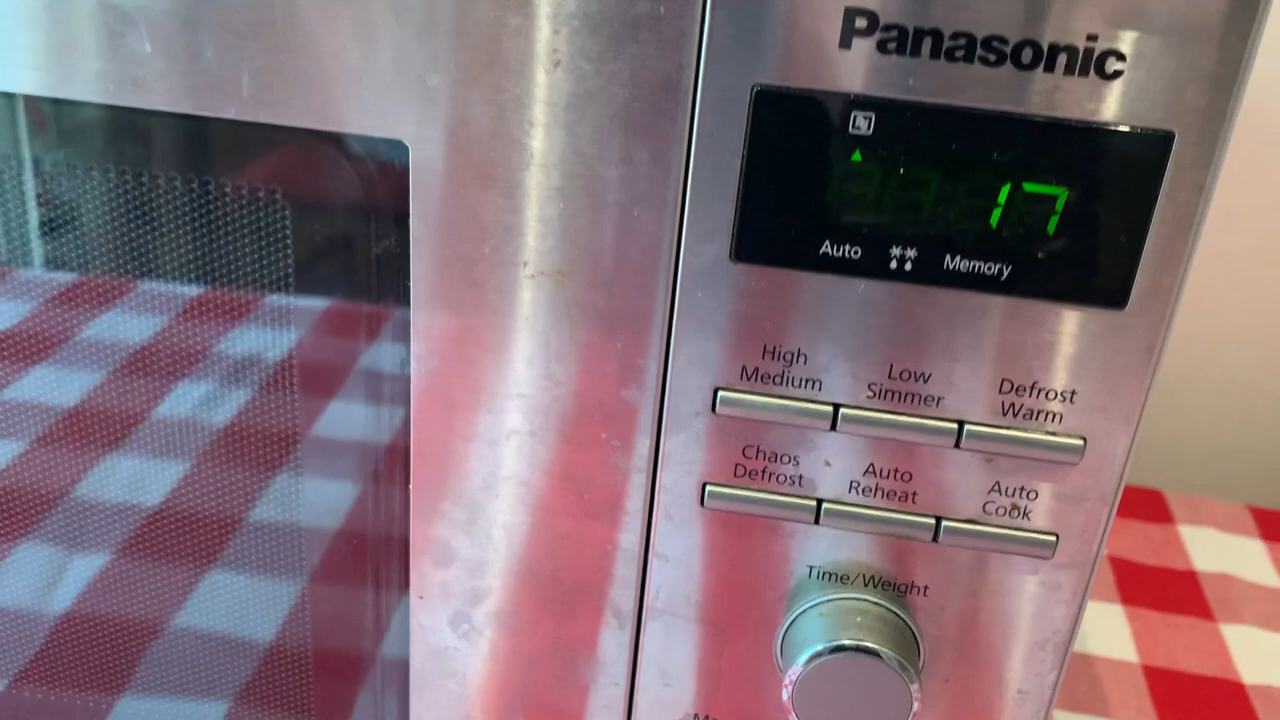 Panasonic
17
Auto Memory
High
Medium
Low
Simmer
Defrost
Warm
Chaos
Defrost
Auto
Reheat
Auto
Cook
Time/Weight